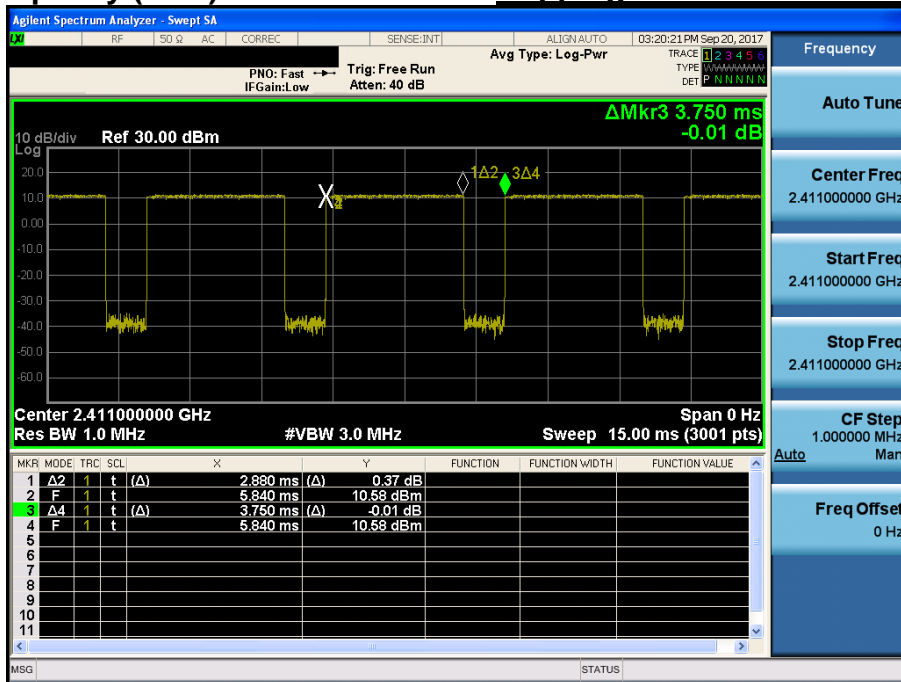 Agilent Spectrum Analyzer - Swept SA
LXI RF 50 Ω AC CORREC SENSE:INT ALIGN AUTO 03:20:21 PM Sep 20, 2017
Frequency
Avg Type: Log-Pwr
TRACE 1 2 3 4 5 6
TYPE WWWWWW
DET P N N N N N
PNO: Fast Trig: Free Run
IFGain:Low Atten: 40 dB
Auto Tune
ΔMkr3 3.750 ms
-0.01 dB
10 dB/div Ref 30.00 dBm
Log
20.0
10.0
0.00
-10.0
-20.0
-30.0
-40.0
-50.0
-60.0
1Δ2 3Δ4
Center Freq
2.411000000 GHz
Start Freq
2.411000000 GHz
Stop Freq
2.411000000 GHz
CF Step
1.000000 MHz
Auto Man
Freq Offset
0 Hz
Center 2.411000000 GHz Span 0 Hz
Res BW 1.0 MHz #VBW 3.0 MHz Sweep 15.00 ms (3001 pts)
MKR MODE TRC SCL X Y FUNCTION FUNCTION WIDTH FUNCTION VALUE
1 Δ2 1 t (Δ) 2.880 ms (Δ) 0.37 dB
2 F 1 t 5.840 ms 10.58 dBm
3 Δ4 1 t (Δ) 3.750 ms (Δ) -0.01 dB
4 F 1 t 5.840 ms 10.58 dBm
5
6
7
8
9
10
11
MSG STATUS